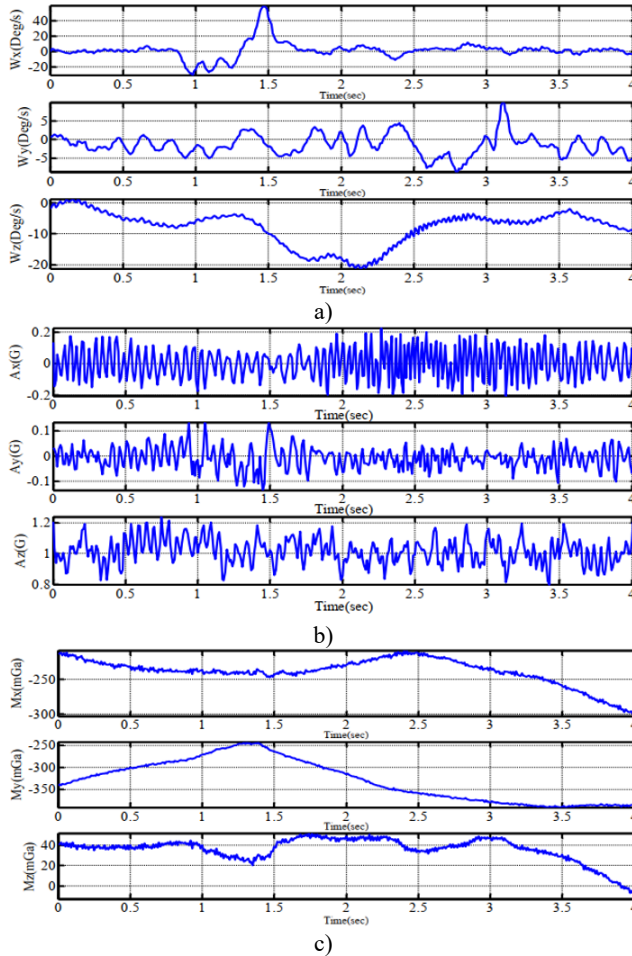 Wx(Deg/s)
60
40
20
0
-20
0 0.5 1 1.5 2 2.5 3 3.5 4
Time(sec)
Wy(Deg/s)
5
0
-5
0 0.5 1 1.5 2 2.5 3 3.5 4
Time(sec)
Wz(Deg/s)
0
-10
-20
0 0.5 1 1.5 2 2.5 3 3.5 4
Time(sec)
a)
Ax(G)
0.2
0
-0.2
0 0.5 1 1.5 2 2.5 3 3.5 4
Time(sec)
Ay(G)
0.1
0
-0.1
0 0.5 1 1.5 2 2.5 3 3.5 4
Time(sec)
Az(G)
1.2
1
0.8
0 0.5 1 1.5 2 2.5 3 3.5 4
Time(sec)
b)
Mx(mGa)
-250
-300
0 0.5 1 1.5 2 2.5 3 3.5 4
Time(sec)
My(mGa)
-250
-300
-350
0 0.5 1 1.5 2 2.5 3 3.5 4
Time(sec)
Mz(mGa)
40
20
0
0 0.5 1 1.5 2 2.5 3 3.5 4
Time(sec)
c)